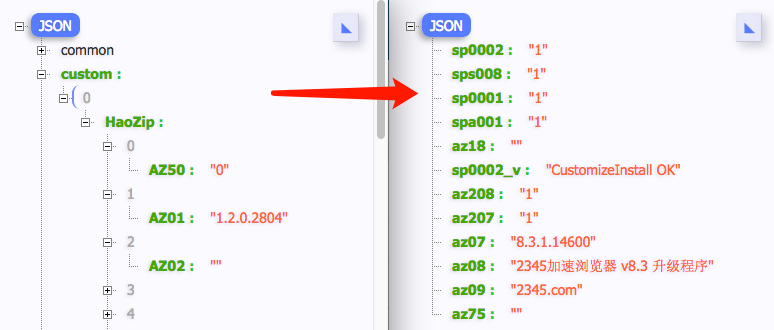 JSON
common
custom :
0
HaoZip :
0
AZ50 : "0"
1
AZ01 : "1.2.0.2804"
2
AZ02 : ""
3
4
JSON
sp0002 : "1"
sps008 : "1"
sp0001 : "1"
spa001 : "1"
az18 : ""
sp0002_v : "CustomizeInstall OK"
az208 : "1"
az207 : "1"
az07 : "8.3.1.14600"
az08 : "2345加速浏览器 v8.3 升级程序"
az09 : "2345.com"
az75 : ""